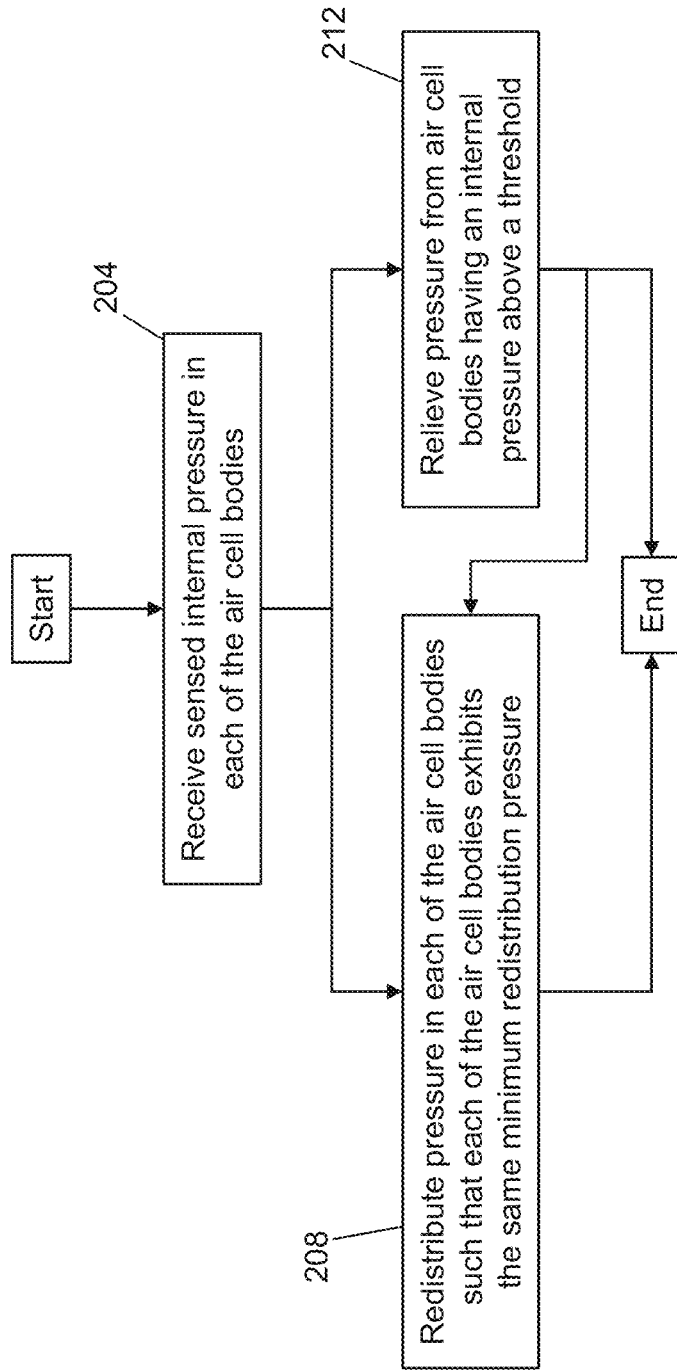 Start
204
Receive sensed internal pressure in
each of the air cell bodies
208
Redistribute pressure in each of the air cell bodies
such that each of the air cell bodies exhibits
the same minimum redistribution pressure
212
Relieve pressure from air cell
bodies having an internal
pressure above a threshold
End